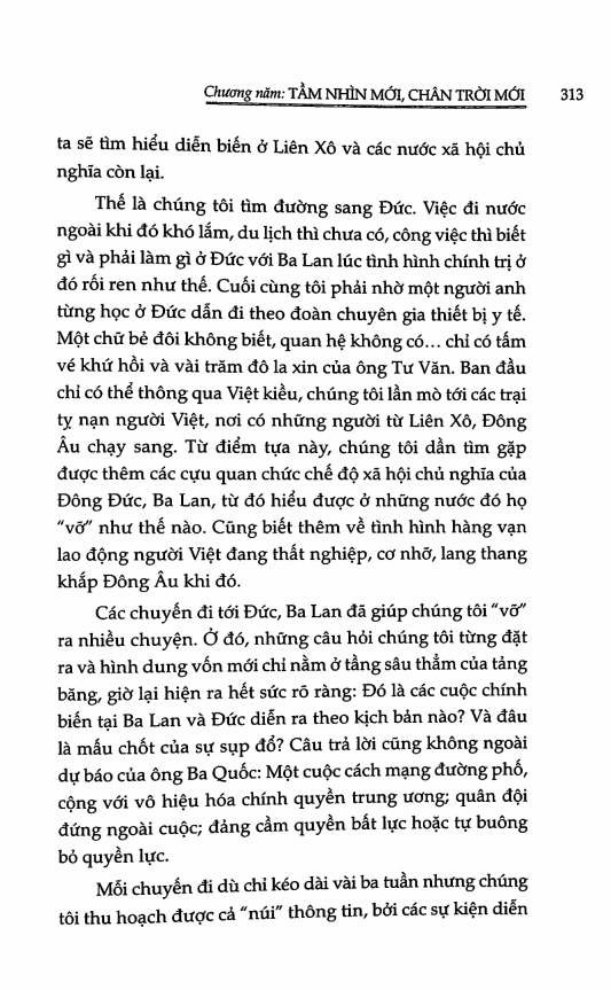 Chương năm: TẦM NHÌN MỚI, CHÂN TRỜI MỚI 313
ta sẽ tìm hiểu diễn biến ở Liên Xô và các nước xã hội chủ
nghĩa còn lại.
Thế là chúng tôi tìm đường sang Đức. Việc đi nước
ngoài khi đó khó lắm, du lịch thì chưa có, công việc thì biết
gì và phải làm gì ở Đức với Ba Lan lúc tình hình chính trị ở
đó rối ren như thế. Cuối cùng tôi phải nhờ một người anh
từng học ở Đức dẫn đi theo đoàn chuyên gia thiết bị y tế.
Một chữ bẻ đôi không biết, quan hệ không có... chỉ có tấm
vé khứ hồi và vài trăm đô la xin của ông Tư Văn. Ban đầu
chỉ có thể thông qua Việt kiều, chúng tôi lần mò tới các trại
tỵ nạn người Việt, nơi có những người từ Liên Xô, Đông
Âu chạy sang. Từ điểm tựa này, chúng tôi dần tìm gặp
được thêm các cựu quan chức chế độ xã hội chủ nghĩa của
Đông Đức, Ba Lan, từ đó hiểu được ở những nước đó họ
"vỡ" như thế nào. Cũng biết thêm về tình hình hàng vạn
lao động người Việt đang thất nghiệp, cơ nhỡ, lang thang
khắp Đông Âu khi đó.
Các chuyến đi tới Đức, Ba Lan đã giúp chúng tôi "vỡ"
ra nhiều chuyện. Ở đó, những câu hỏi chúng tôi từng đặt
ra và hình dung vốn mới chỉ nằm ở tầng sâu thẳm của tảng
băng, giờ lại hiện ra hết sức rõ ràng: Đó là các cuộc chính
biến tại Ba Lan và Đức diễn ra theo kịch bản nào? Và đâu
là mấu chốt của sự sụp đổ? Câu trả lời cũng không ngoài
dự báo của ông Ba Quốc: Một cuộc cách mạng đường phố,
cộng với vô hiệu hóa chính quyền trung ương; quân đội
đứng ngoài cuộc; đảng cầm quyền bất lực hoặc tự buông
bỏ quyền lực.
Mỗi chuyến đi dù chỉ kéo dài vài ba tuần nhưng chúng
tôi thu hoạch được cả "núi" thông tin, bởi các sự kiện diễn